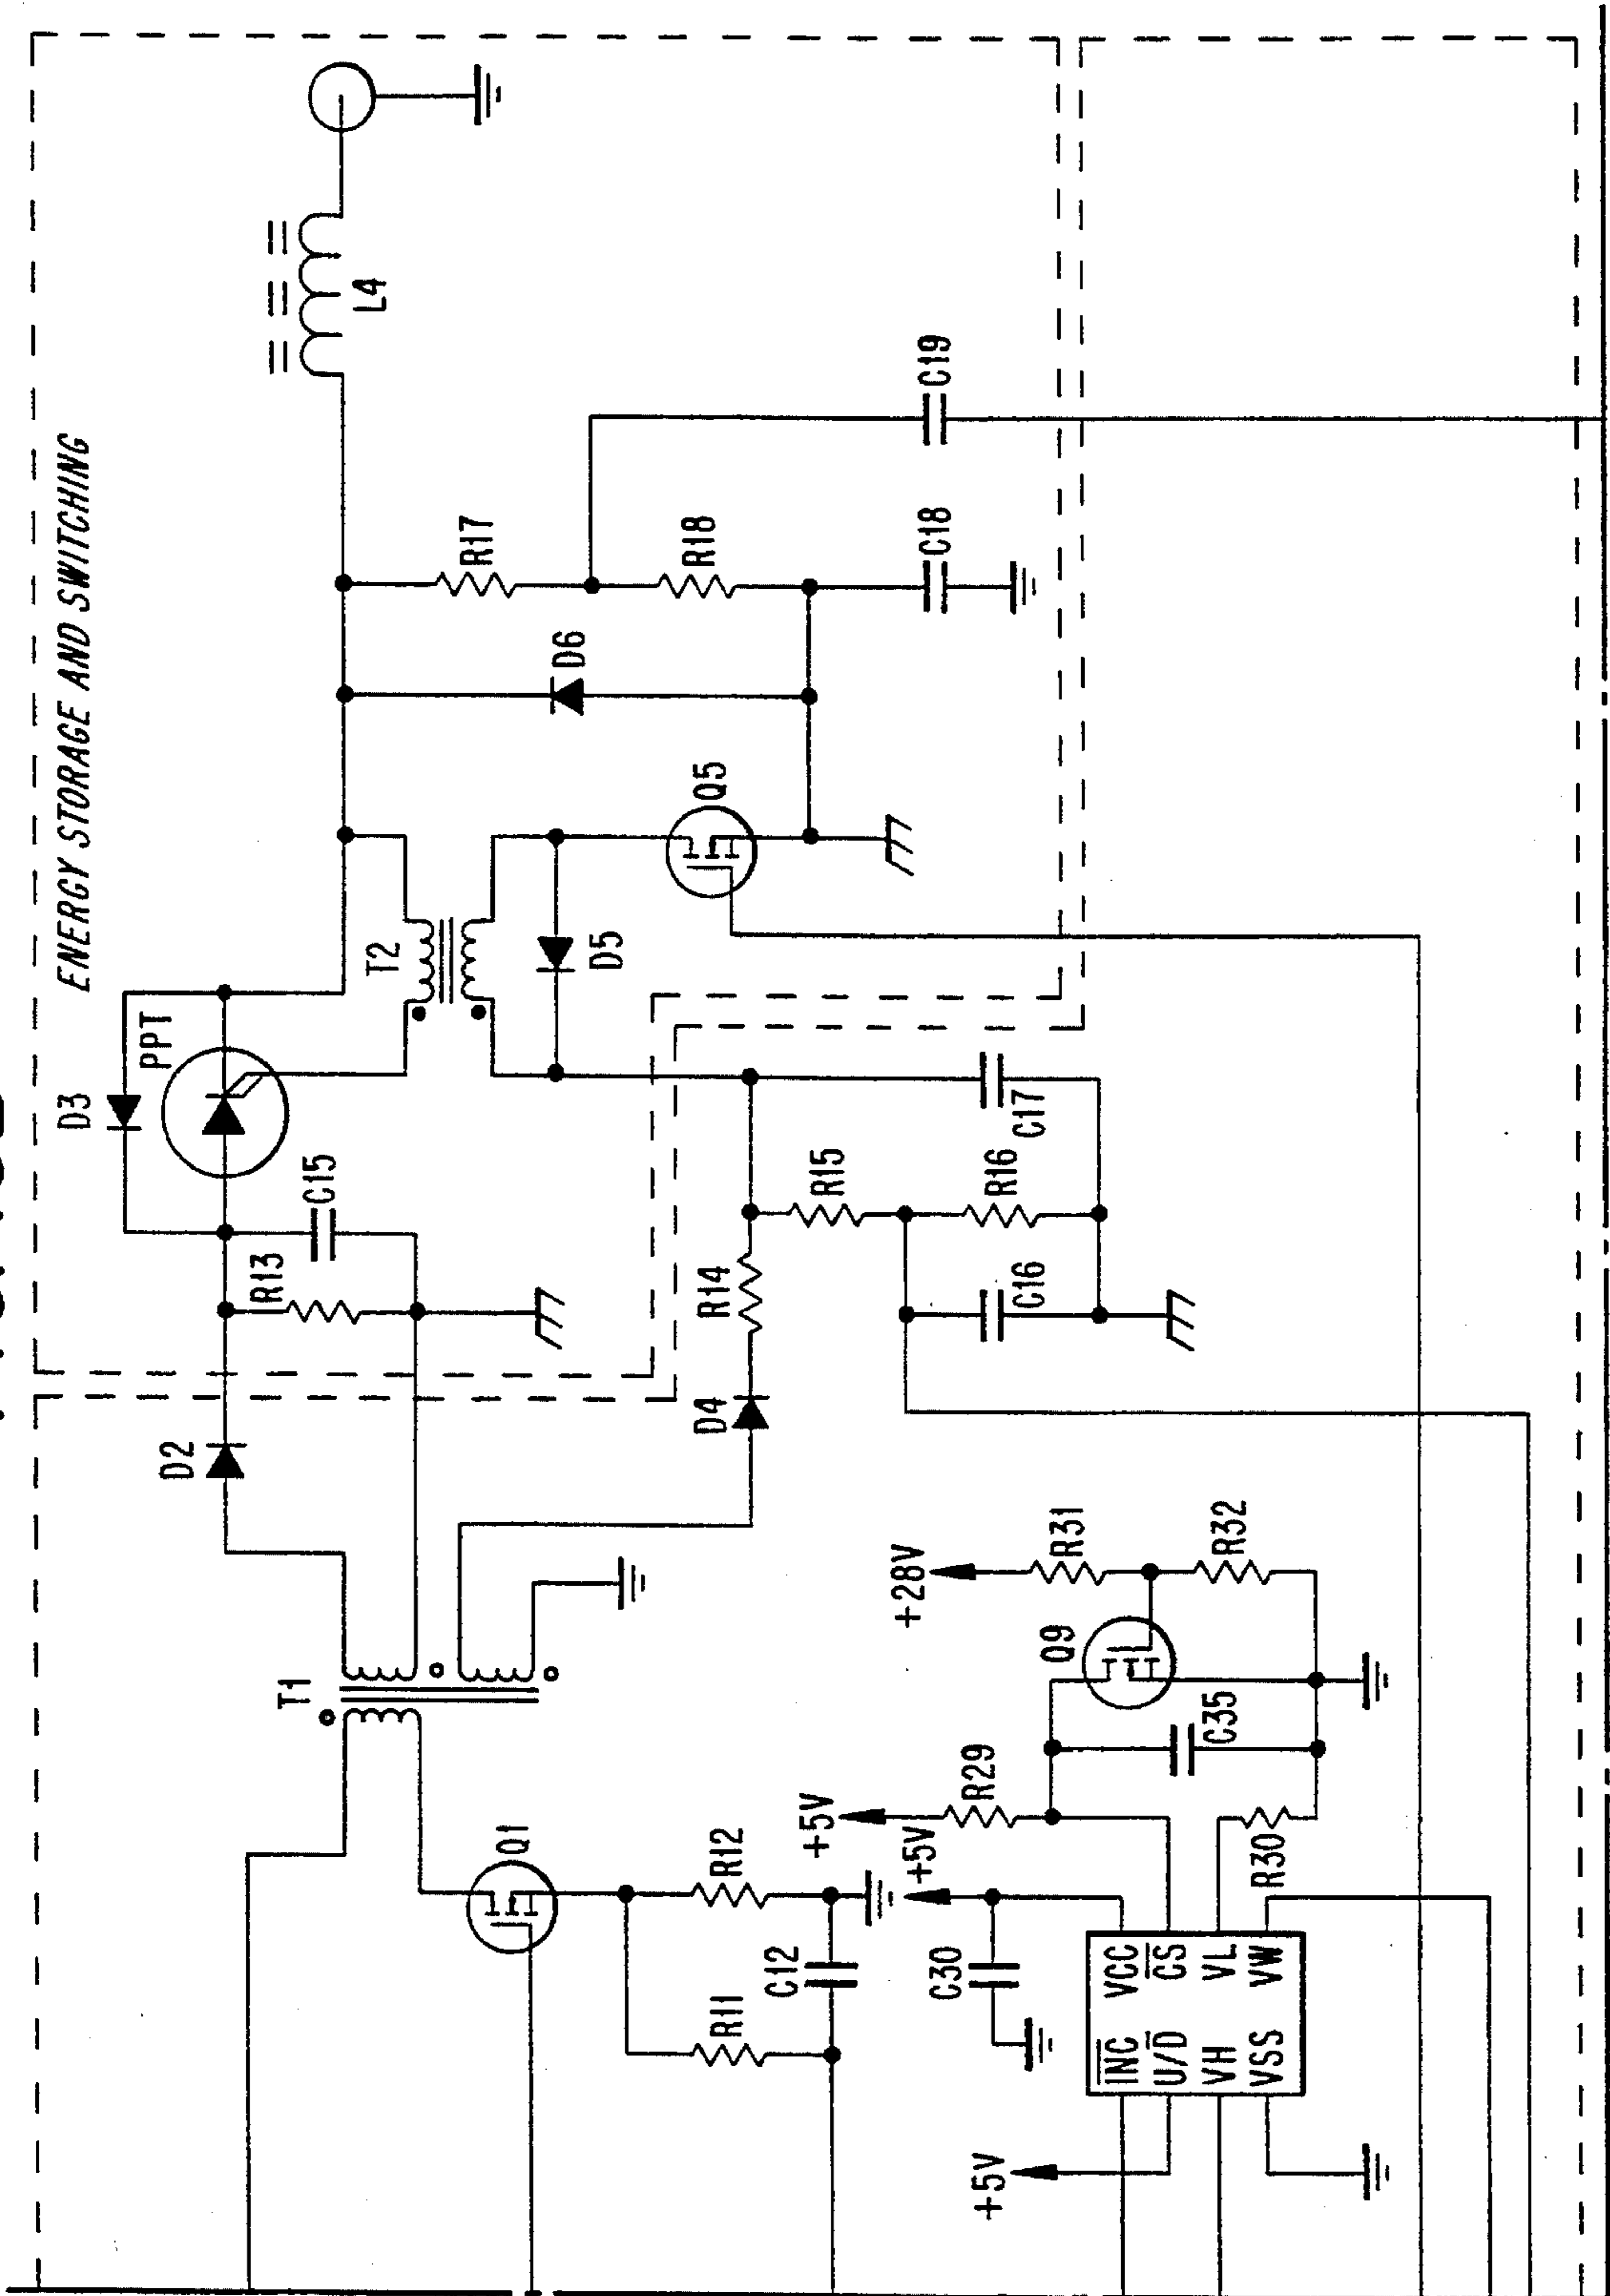 ENERGY STORAGE AND SWITCHING
D3
PPT
T2
L4
D2
R13
C15
D5
Q5
D6
R17
R18
C19
C18
T1
D4
R14
R15
R16
C17
C16
Q1
R12
R11
C12
+5V
R29
+28V
Q9
R31
R32
C35
R30
+5V
C30
+5V
INC VCC
U/D CS
VH VL
VSS VW